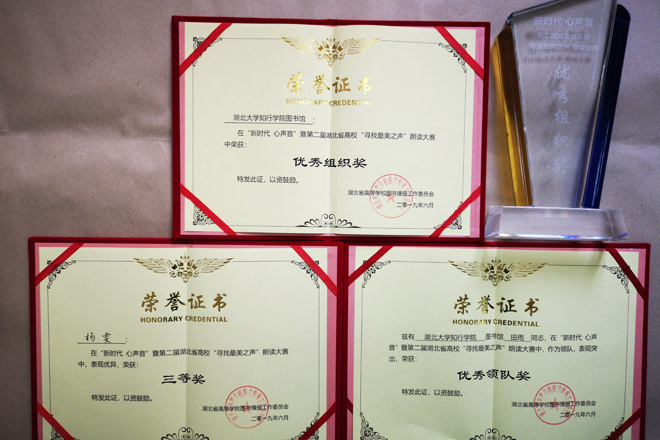 荣誉证书
HONORARY CREDENTIAL
湖北大学知行学院图书馆:
在“新时代 心声音”暨第二届湖北省高校“寻找最美之声”朗读大赛
中荣获:
优秀组织奖
特发此证,以资鼓励。
湖北省高等学校图书情报工作委员会
二零一九年六月
新时代 心声音
优秀组织奖
荣誉证书
HONORARY CREDENTIAL
杨雯:
在“新时代 心声音”暨第二届湖北省高校“寻找最美之声”朗读大赛
中,表现优异,荣获:
三等奖
特发此证,以资鼓励。
湖北省高等学校图书情报工作委员会
二零一九年六月
荣誉证书
HONORARY CREDENTIAL
兹有 湖北大学知行学院 图书馆 田雨 同志,在“新时代 心声
音”暨第二届湖北省高校“寻找最美之声”朗读大赛中,作为领队,表现突
出,荣获:
优秀领队奖
特发此证,以资鼓励。
湖北省高等学校图书情报工作委员会
二零一九年六月